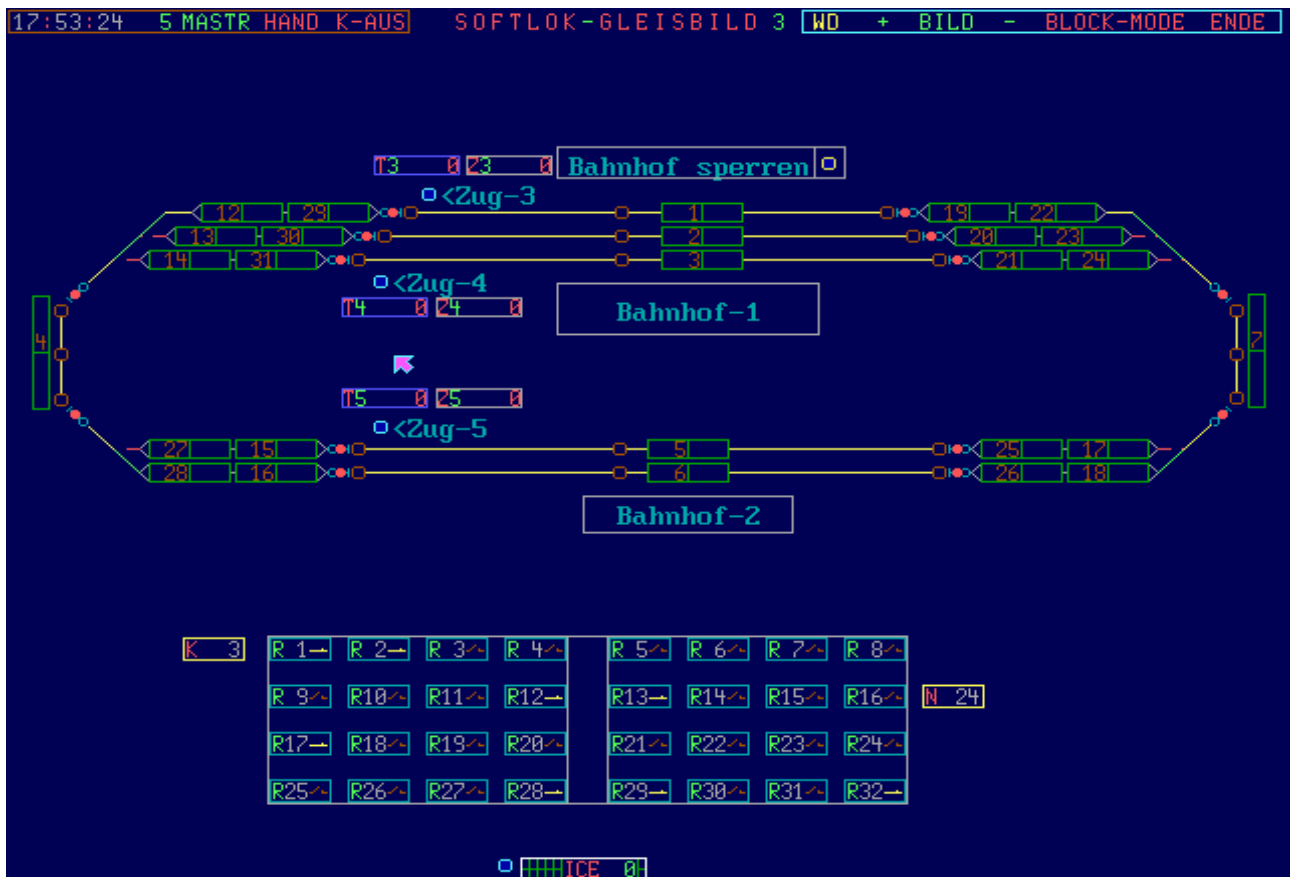 17:53:24 5 MASTR HAND K-AUS SOFTLOK-GLEISBILD 3 WD + BILD - BLOCK-MODE ENDE
T3 0 Z3 0 Bahnhof sperren
<Zug-3
12 29 1 19 22
13 30 2 20 23
14 31 3 21 24
<Zug-4
T4 0 Z4 0 Bahnhof-1
4 7
T5 0 Z5 0
<Zug-5
27 15 5 25 17
28 16 6 26 18
Bahnhof-2
K 3 R 1 R 2 R 3 R 4 R 5 R 6 R 7 R 8
R 9 R10 R11 R12 R13 R14 R15 R16 N 24
R17 R18 R19 R20 R21 R22 R23 R24
R25 R26 R27 R28 R29 R30 R31 R32
ICE 0